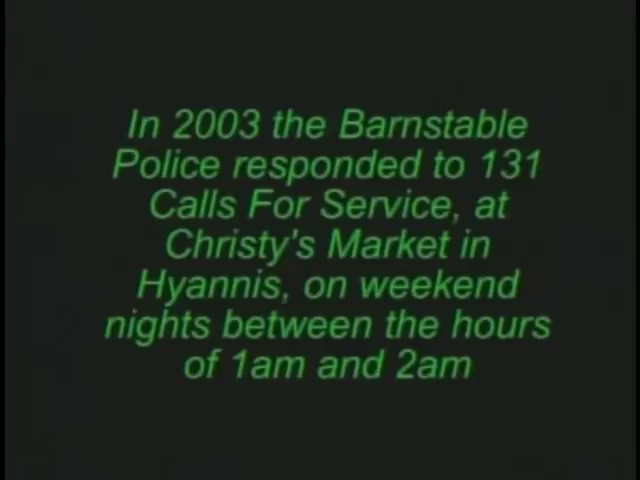 In 2003 the Barnstable
Police responded to 131
Calls For Service, at
Christy's Market in
Hyannis, on weekend
nights between the hours
of 1am and 2am